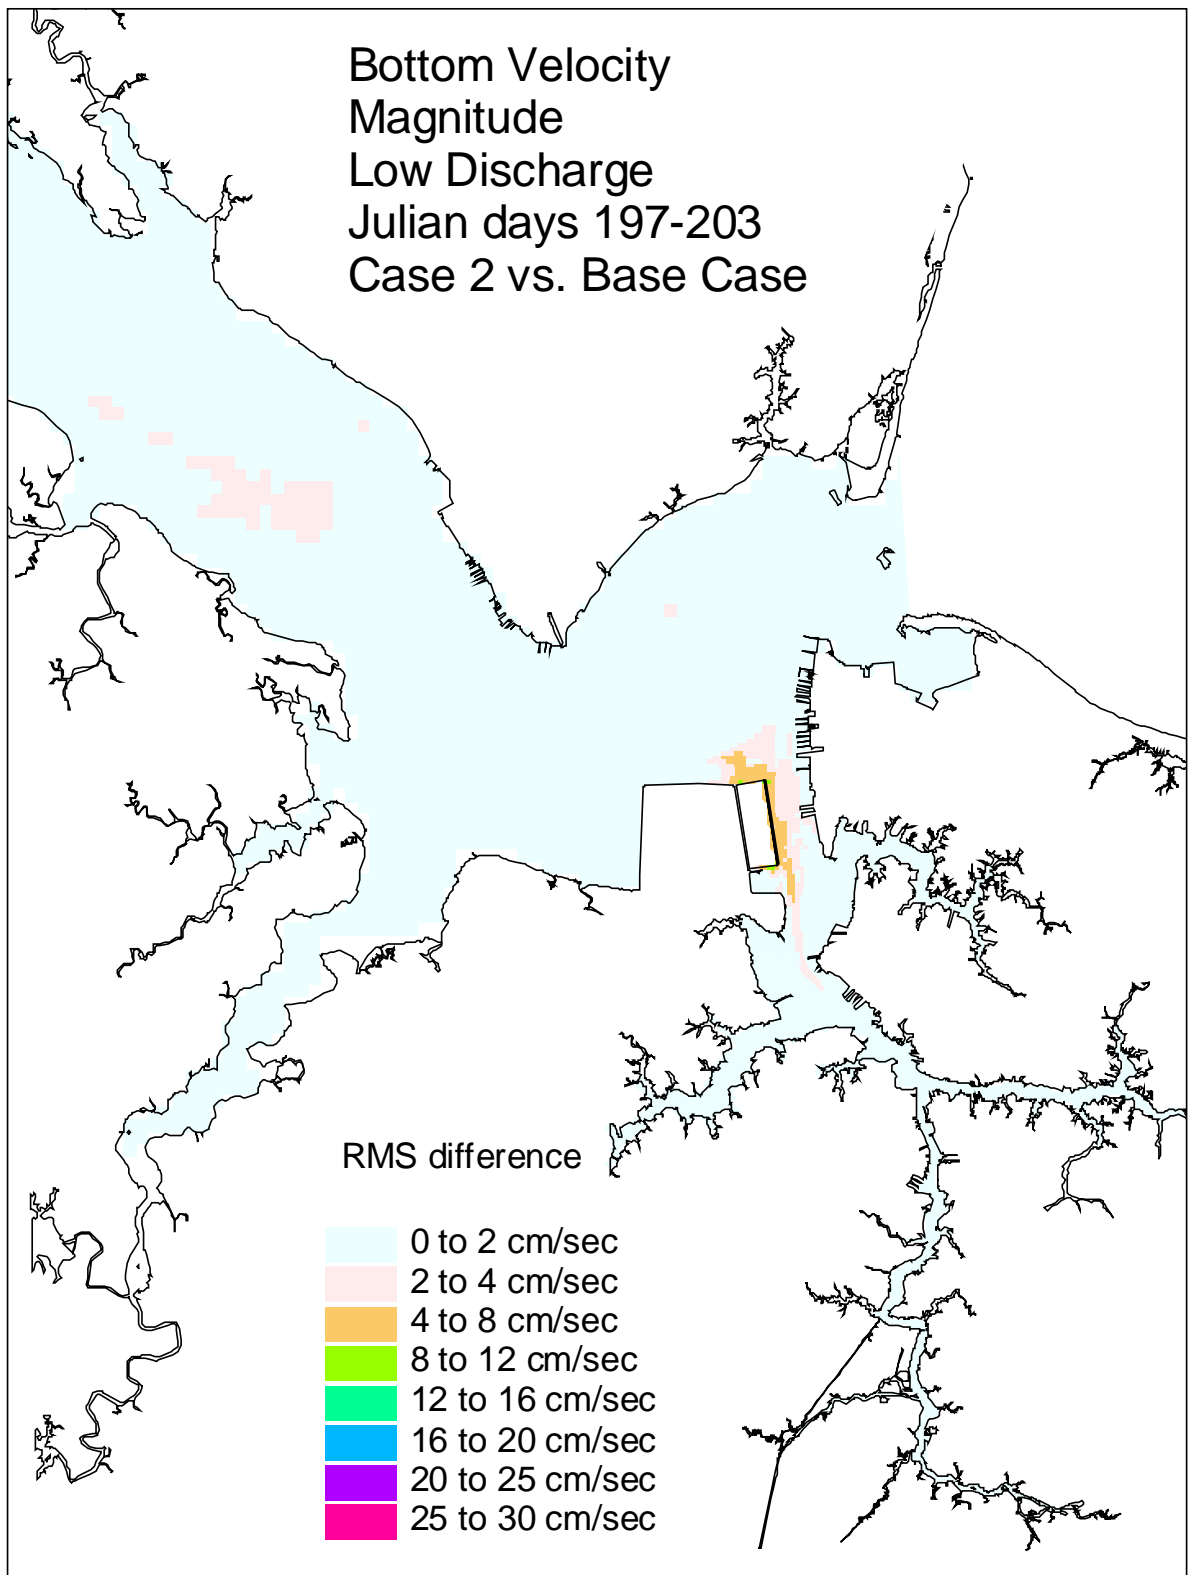 Bottom Velocity
Magnitude
Low Discharge
Julian days 197-203
Case 2 vs. Base Case
RMS difference
0 to 2 cm/sec
2 to 4 cm/sec
4 to 8 cm/sec
8 to 12 cm/sec
12 to 16 cm/sec
16 to 20 cm/sec
20 to 25 cm/sec
25 to 30 cm/sec